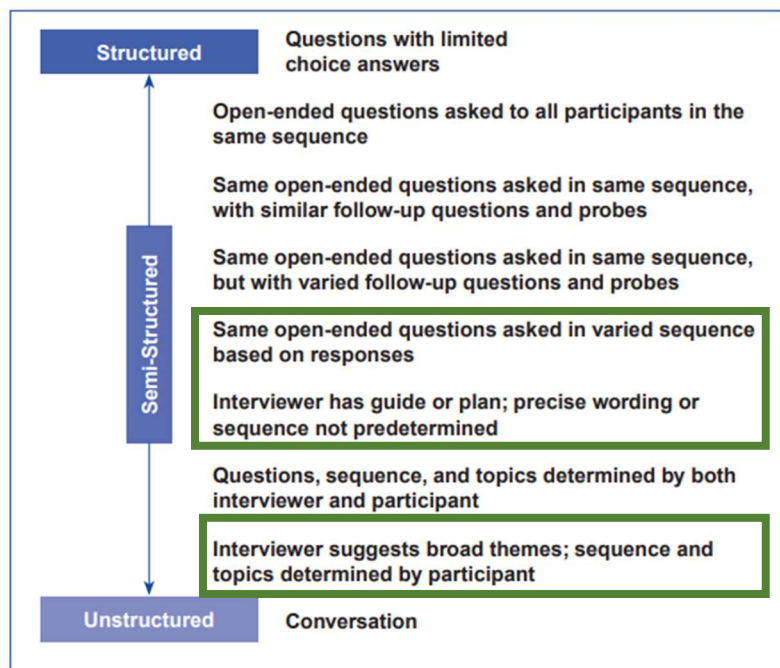 Structured
Questions with limited
choice answers
Open-ended questions asked to all participants in the
same sequence
Same open-ended questions asked in same sequence,
with similar follow-up questions and probes
Semi-Structured
Same open-ended questions asked in same sequence,
but with varied follow-up questions and probes
Same open-ended questions asked in varied sequence
based on responses
Interviewer has guide or plan; precise wording or
sequence not predetermined
Questions, sequence, and topics determined by both
interviewer and participant
Interviewer suggests broad themes; sequence and
topics determined by participant
Unstructured
Conversation